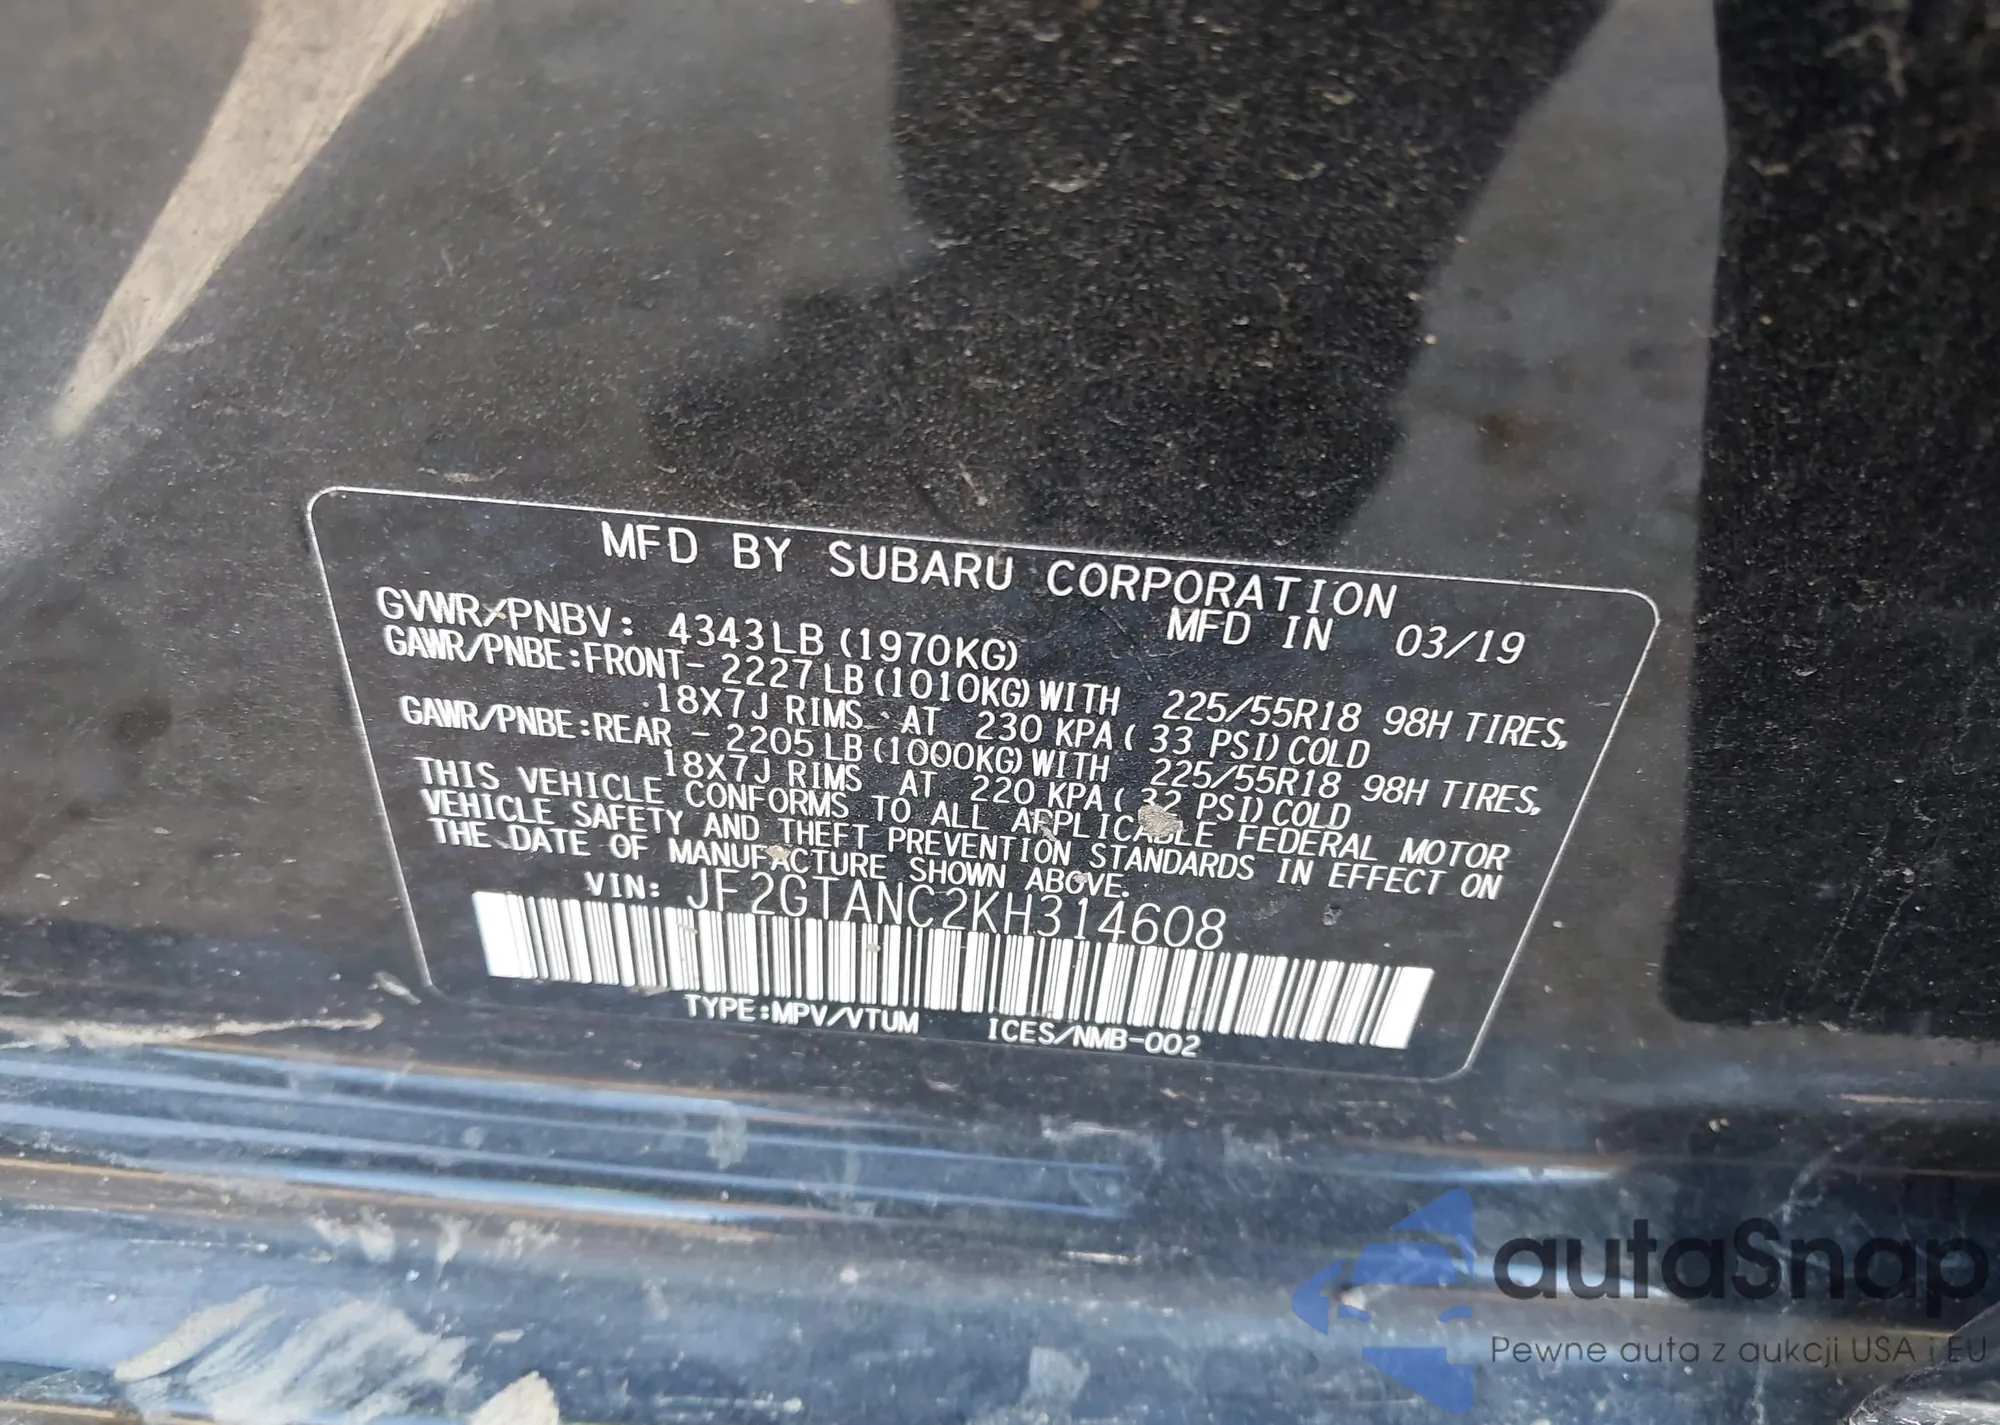 MFD BY SUBARU CORPORATION
GVWR/PNBV: 4343LB (1970KG) MFD IN 03/19
GAWR/PNBE:FRONT- 2227LB (1010KG) WITH 225/55R18 98H TIRES,
18X7J RIMS AT 230 KPA ( 33 PSI) COLD
GAWR/PNBE:REAR - 2205LB (1000KG) WITH 225/55R18 98H TIRES,
18X7J RIMS AT 220 KPA ( 32 PSI) COLD
THIS VEHICLE CONFORMS TO ALL APPLICABLE FEDERAL MOTOR
VEHICLE SAFETY AND THEFT PREVENTION STANDARDS IN EFFECT ON
THE DATE OF MANUFACTURE SHOWN ABOVE.
VIN: JF2GTANC2KH314608
TYPE:MPV/VTUM ICES/NMB-002
autaSnap
Pewne auta z aukcji USA i EU